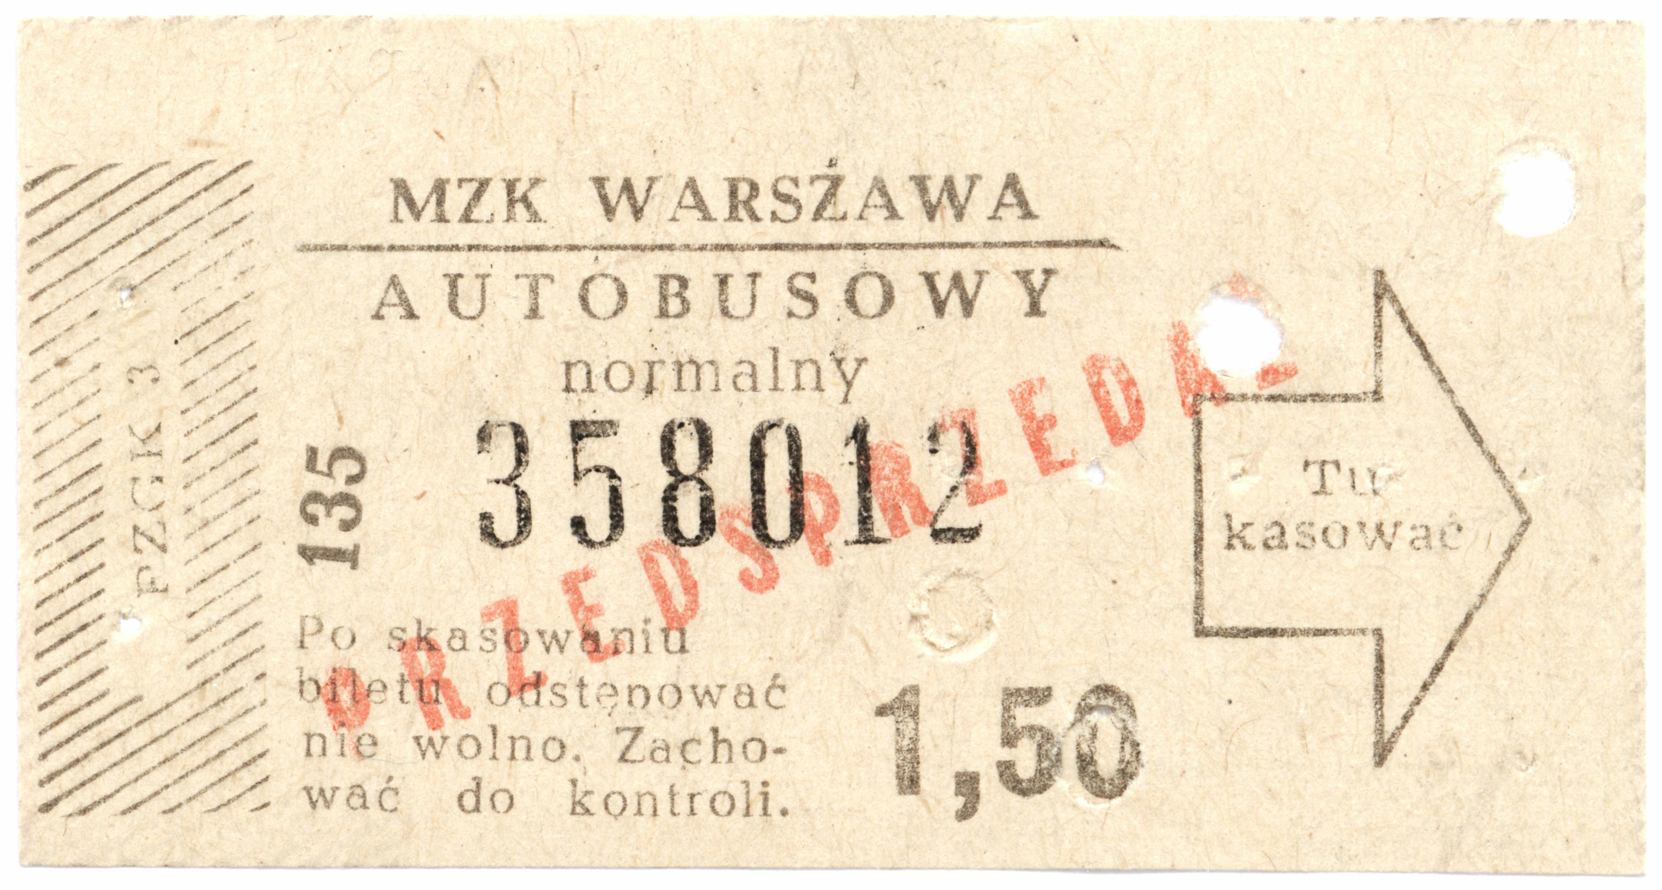 MZK WARSZAWA
AUTOBUSOWY
normalny
358012
135
PZGK 3
PRZEDSPRZEDAŻ
Po skasowaniu
biletu odstępować
nie wolno. Zacho-
wać do kontroli.
1,50
Tu
kasować